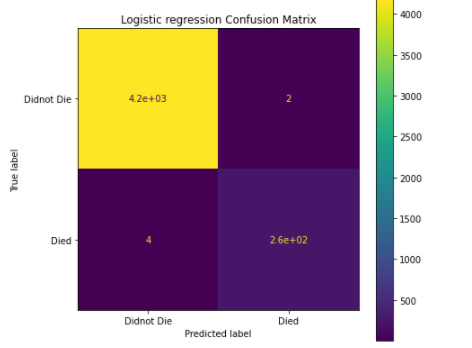 Logistic regression Confusion Matrix
Didnot Die
4.2e+03
2
Died
4
2.6e+02
Didnot Die
Died
True label
Predicted label
4000
3500
3000
2500
2000
1500
1000
500